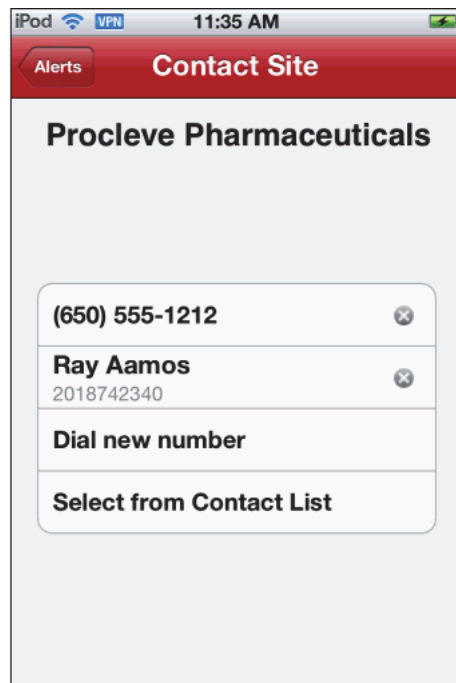 iPod VPN 11:35 AM
Alerts Contact Site
Procleve Pharmaceuticals
(650) 555-1212
Ray Aamos
2018742340
Dial new number
Select from Contact List